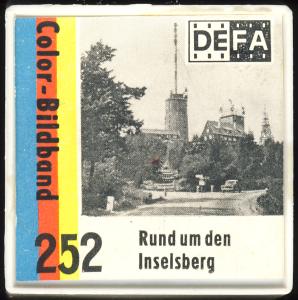 DEFA
Color-Bildband
252
Rund um den
Inselsberg